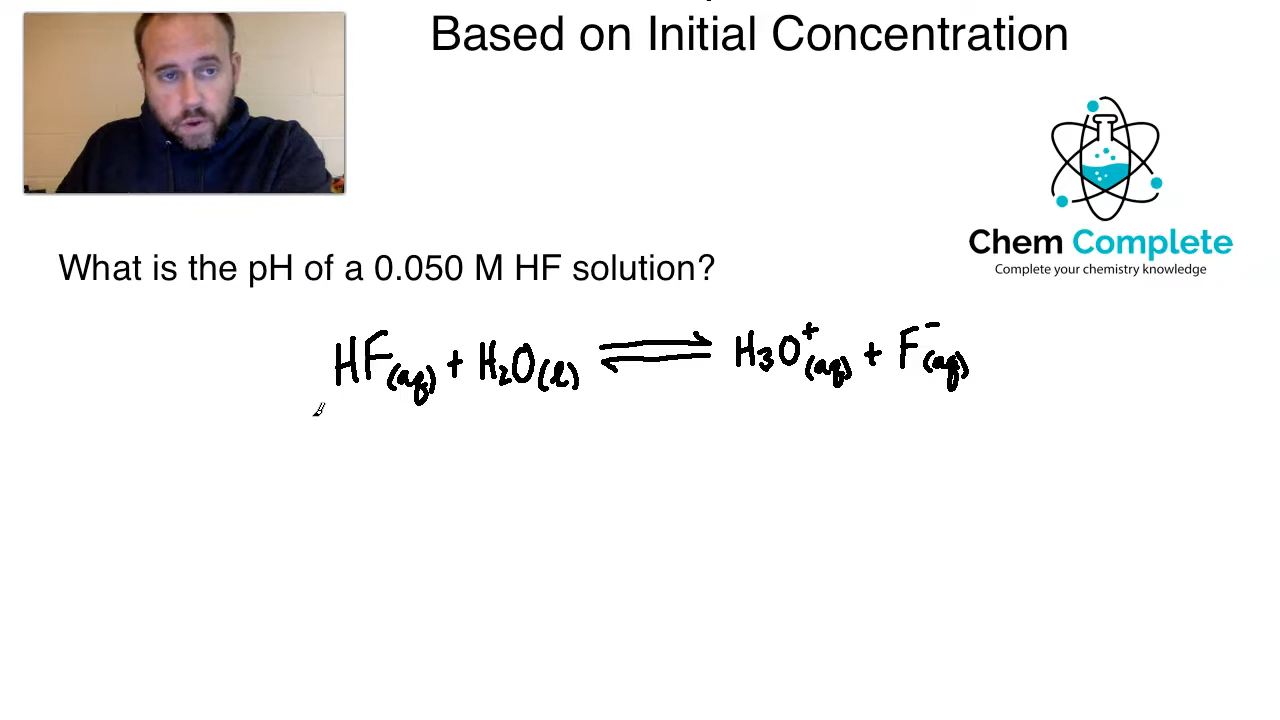 Based on Initial Concentration
Chem Complete
Complete your chemistry knowledge
What is the pH of a 0.050 M HF solution?
HF(aq) + H₂O(l) ⇌ H₃O⁺(aq) + F⁻(aq)